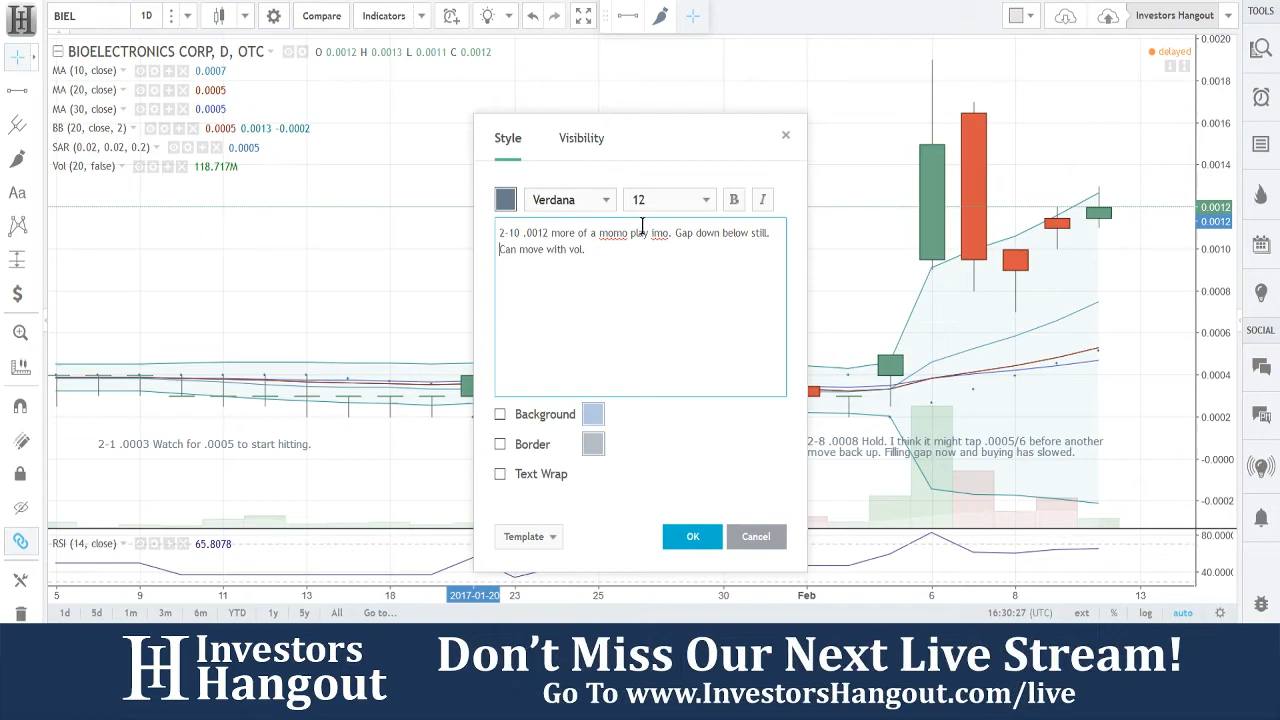 BIEL
1D
Compare
Indicators
Investors Hangout
TOOLS
BIOELECTRONICS CORP, D, OTC
O 0.0012 H 0.0013 L 0.0011 C 0.0012
delayed
MA (10, close) 0.0007
MA (20, close) 0.0005
MA (30, close) 0.0005
BB (20, close, 2) 0.0005 0.0013 -0.0002
SAR (0.02, 0.02, 0.2) 0.0005
Vol (20, false) 118.717M
Style
Visibility
×
Verdana
12
B
I
2-10 .0012 more of a momo play imo. Gap down below still.
Can move with vol.
Background
Border
Text Wrap
Template
OK
Cancel
2-1 .0003 Watch for .0005 to start hitting.
2-8 .0008 Hold. I think it might tap .0005/6 before another
move back up. Filling gap now and buying has slowed.
0.0020
0.0018
0.0016
0.0014
0.0012
0.0012
0.0010
0.0008
0.0006
0.0004
0.0002
-0.0000
-0.0002
SOCIAL
RSI (14, close) 65.8078
80.0000
40.0000
5
9
11
16
18
2017-01-20
23
25
30
Feb
6
8
13
1d
5d
1m
3m
6m
YTD
1y
5y
All
Go to...
16:30:27 (UTC)
ext
%
log
auto
Aa
$
IH
Investors
Hangout
Don't Miss Our Next Live Stream!
Go To www.InvestorsHangout.com/live